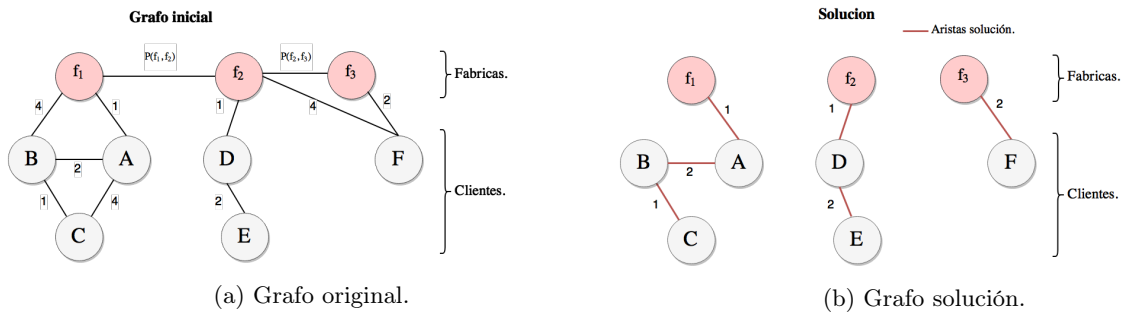 Grafo inicial
P(f1,f2)
P(f2,f3)
f1
f2
f3
Fabricas.
4
1
1
4
2
B
2
A
D
F
Clientes.
1
4
2
C
E
(a) Grafo original.
Solucion
Aristas solución.
f1
f2
f3
Fabricas.
1
1
2
B
2
A
D
F
Clientes.
1
2
C
E
(b) Grafo solución.